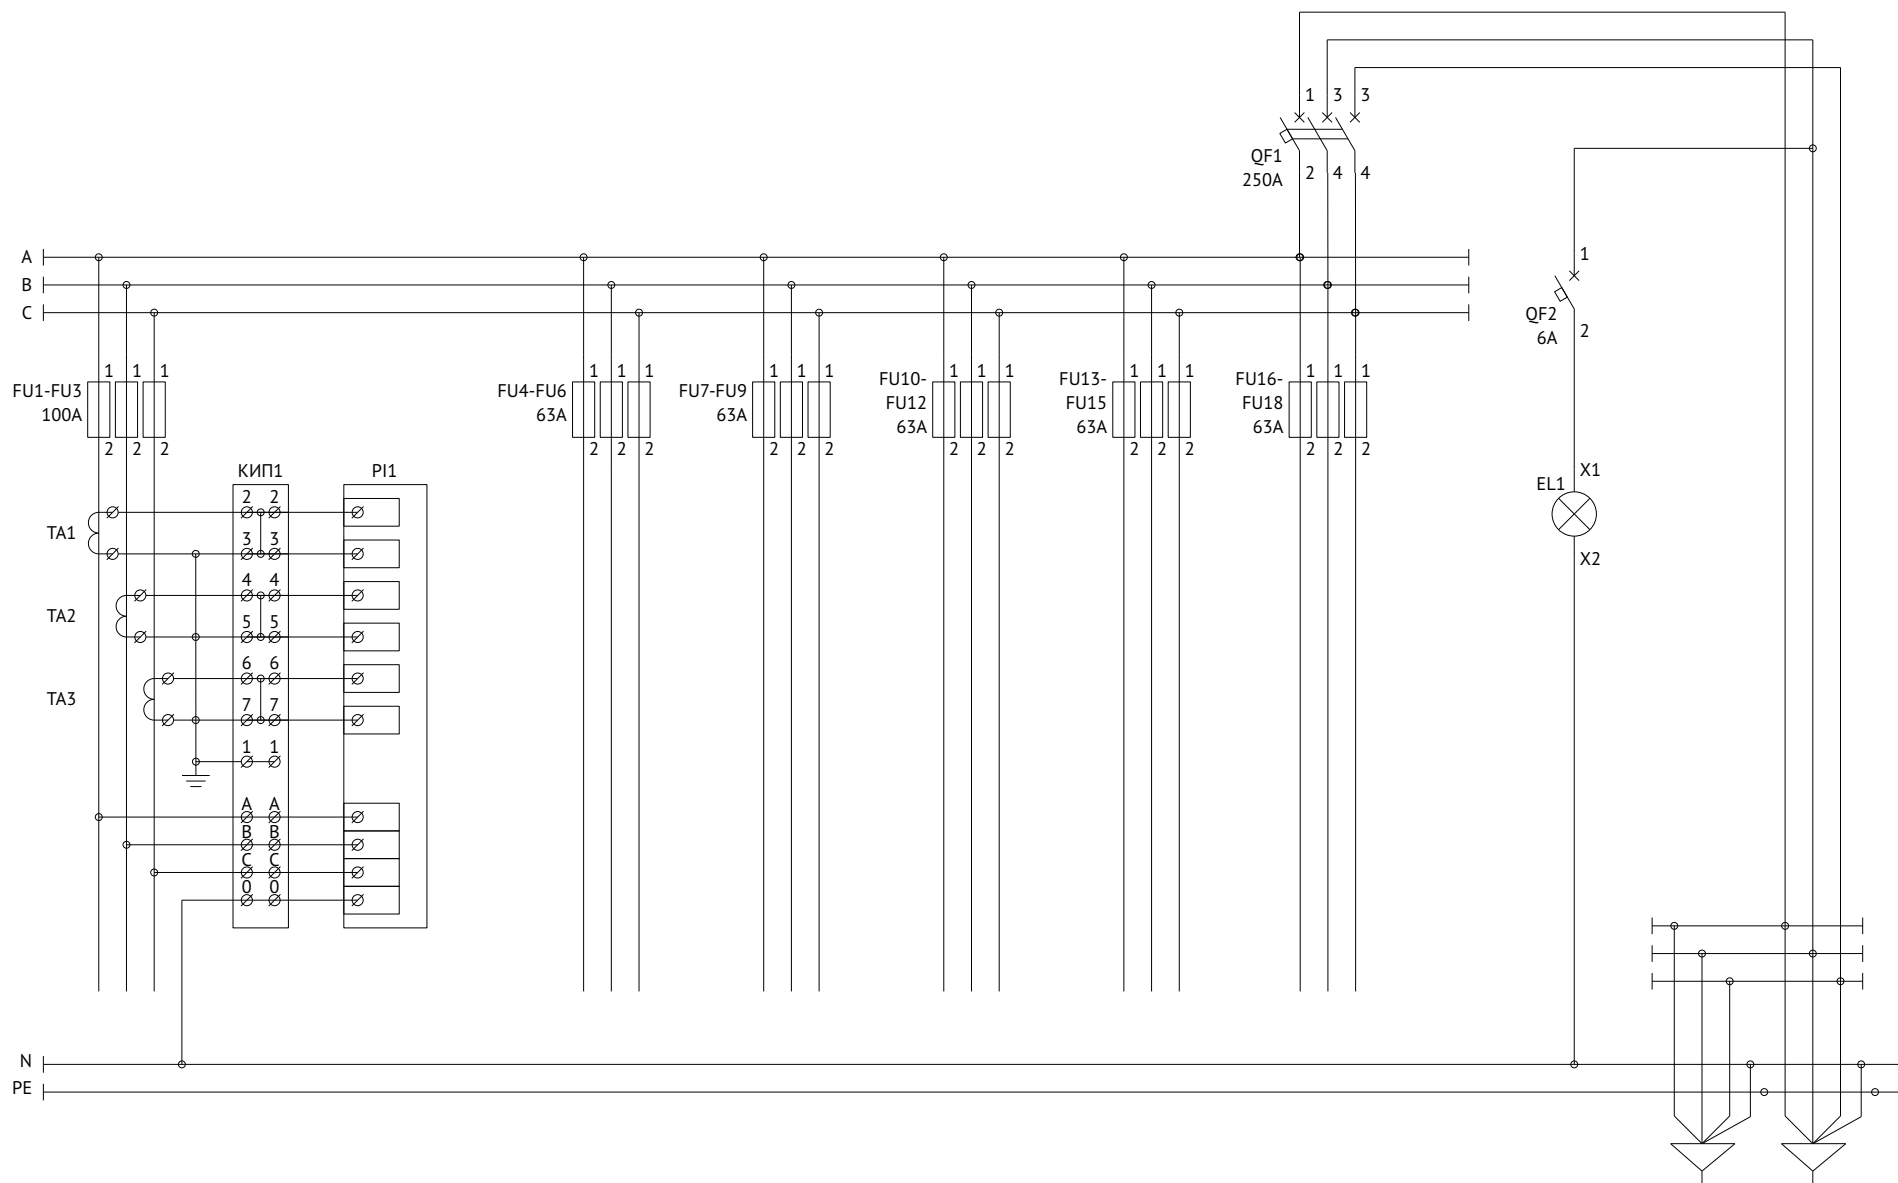 1 3 3
QF1
250A
2 4 4
A
B
C
1
QF2
6A
2
1 1 1
FU1-FU3
100A
2 2 2
1 1 1
FU4-FU6
63A
2 2 2
1 1 1
FU7-FU9
63A
2 2 2
1 1 1
FU10-
FU12
63A
2 2 2
1 1 1
FU13-
FU15
63A
2 2 2
1 1 1
FU16-
FU18
63A
2 2 2
X1
EL1
X2
КИП1
PI1
TA1
TA2
TA3
2 2
3 3
4 4
5 5
6 6
7 7
1 1
A A
B B
C C
0 0
N
PE